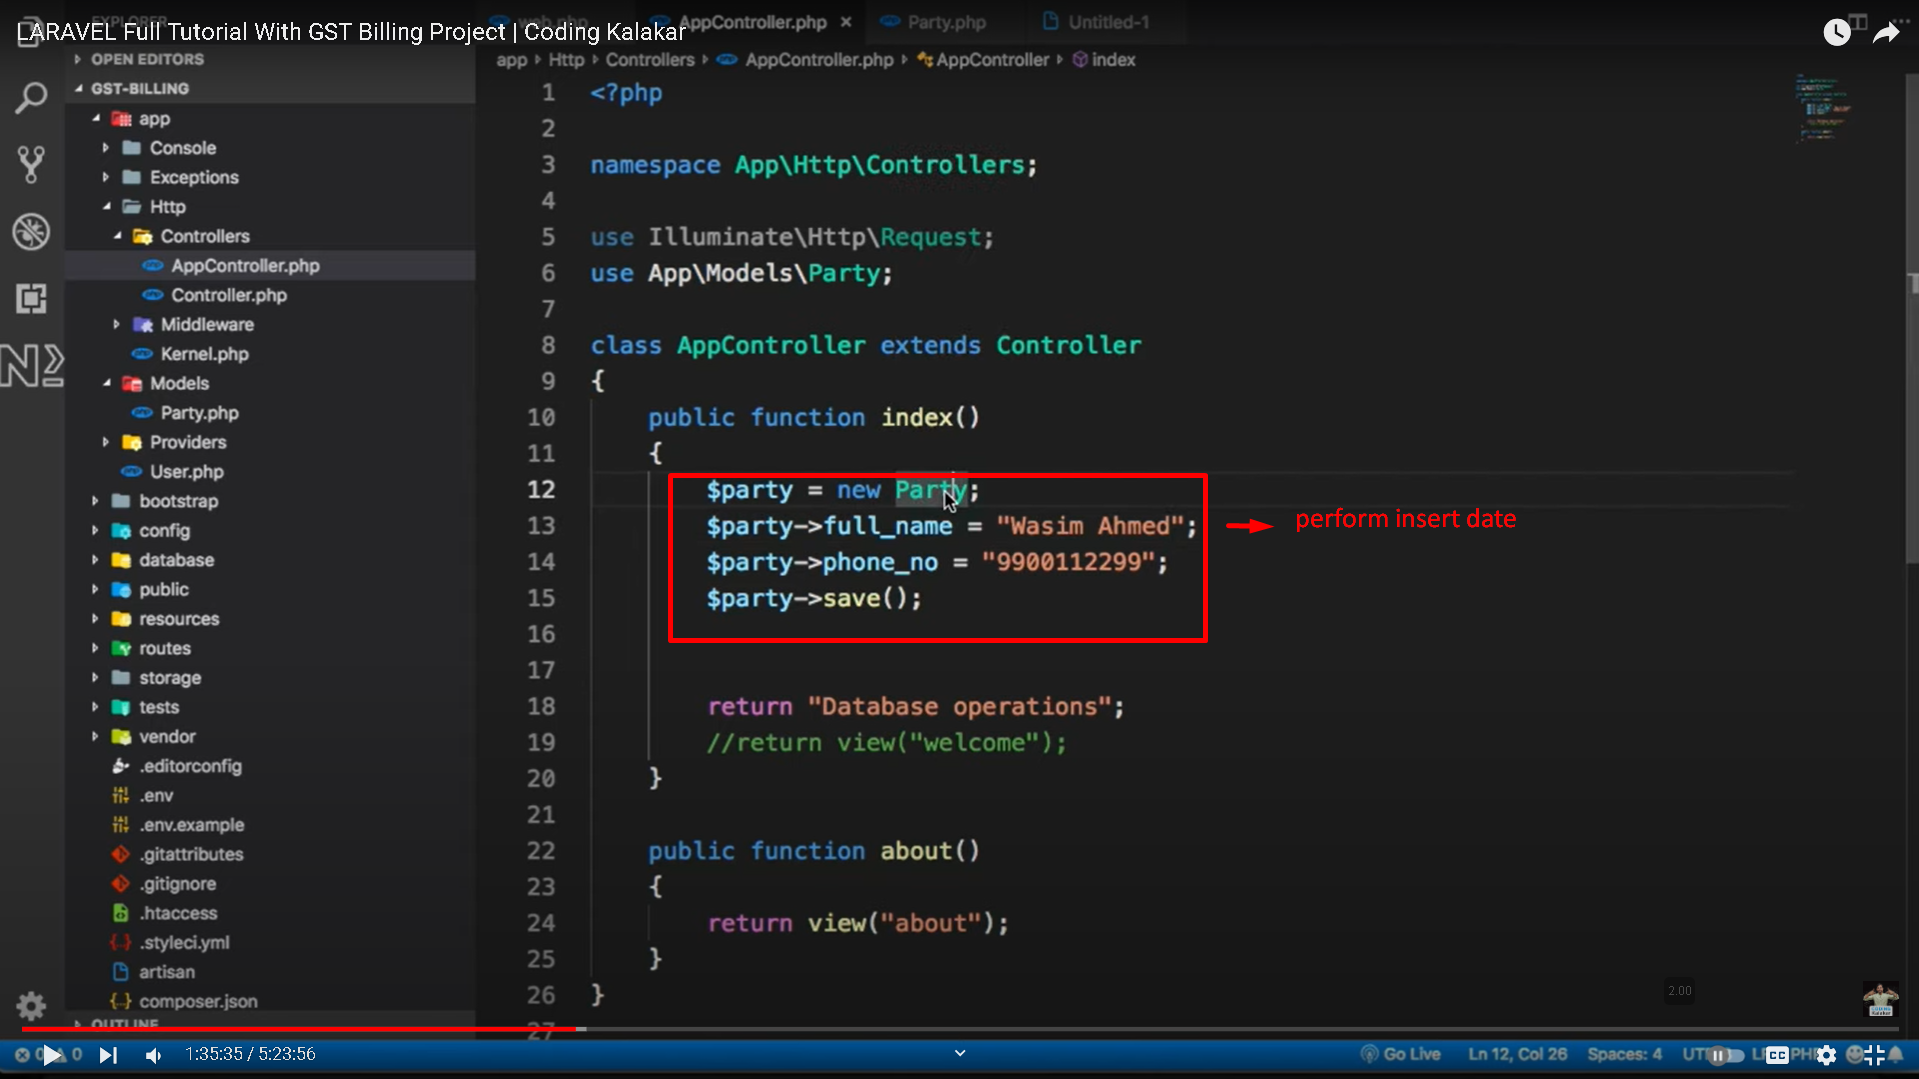 LARAVEL Full Tutorial With GST Billing Project | Coding Kalakar
AppController.php
Party.php
Untitled-1
OPEN EDITORS
GST-BILLING
app
Console
Exceptions
Http
Controllers
AppController.php
Controller.php
Middleware
Kernel.php
Models
Party.php
Providers
User.php
bootstrap
config
database
public
resources
routes
storage
tests
vendor
.editorconfig
.env
.env.example
.gitattributes
.gitignore
.htaccess
.styleci.yml
artisan
composer.json
OUTLINE
app Http Controllers AppController.php AppController index
1 <?php
2
3 namespace App\Http\Controllers;
4
5 use Illuminate\Http\Request;
6 use App\Models\Party;
7
8 class AppController extends Controller
9 {
10 public function index()
11 {
12 $party = new Party;
13 $party->full_name = "Wasim Ahmed";
14 $party->phone_no = "9900112299";
15 $party->save();
16
17
18 return "Database operations";
19 //return view("welcome");
20 }
21
22 public function about()
23 {
24 return view("about");
25 }
26 }
27
perform insert date
2.00
1:35:35 / 5:23:56
Go Live Ln 12, Col 26 Spaces: 4
CC